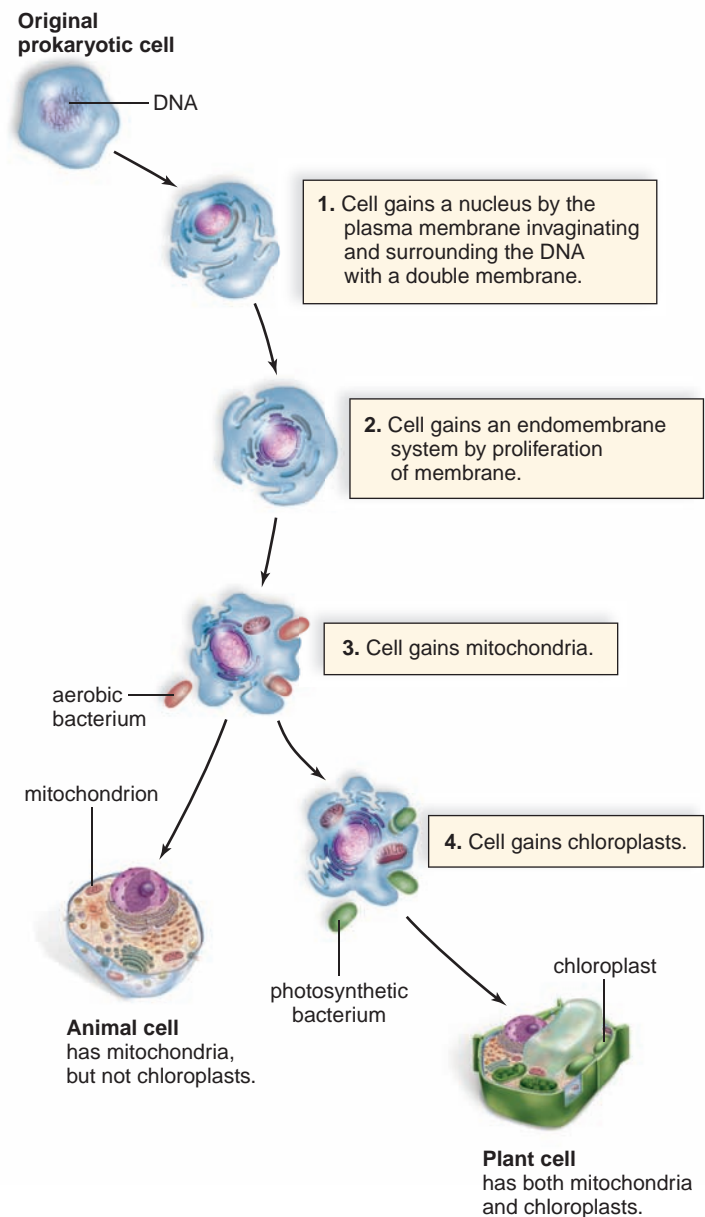 Original
prokaryotic cell
DNA
1. Cell gains a nucleus by the
plasma membrane invaginating
and surrounding the DNA
with a double membrane.
2. Cell gains an endomembrane
system by proliferation
of membrane.
3. Cell gains mitochondria.
aerobic
bacterium
mitochondrion
4. Cell gains chloroplasts.
photosynthetic
bacterium
chloroplast
Animal cell
has mitochondria,
but not chloroplasts.
Plant cell
has both mitochondria
and chloroplasts.